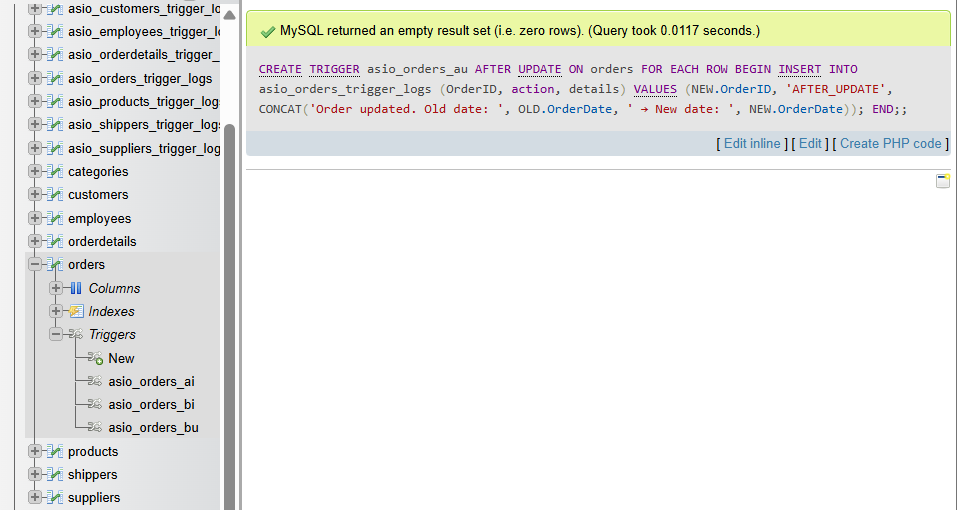 asio_customers_trigger_lo
asio_employees_trigger_l
asio_orderdetails_trigger_
asio_orders_trigger_logs
asio_products_trigger_logs
asio_shippers_trigger_logs
asio_suppliers_trigger_log
categories
customers
employees
orderdetails
orders
Columns
Indexes
Triggers
New
asio_orders_ai
asio_orders_bi
asio_orders_bu
products
shippers
suppliers
MySQL returned an empty result set (i.e. zero rows). (Query took 0.0117 seconds.)
CREATE TRIGGER asio_orders_au AFTER UPDATE ON orders FOR EACH ROW BEGIN INSERT INTO
asio_orders_trigger_logs (OrderID, action, details) VALUES (NEW.OrderID, 'AFTER_UPDATE',
CONCAT('Order updated. Old date: ', OLD.OrderDate, ' → New date: ', NEW.OrderDate)); END;;
[ Edit inline ] [ Edit ] [ Create PHP code ]